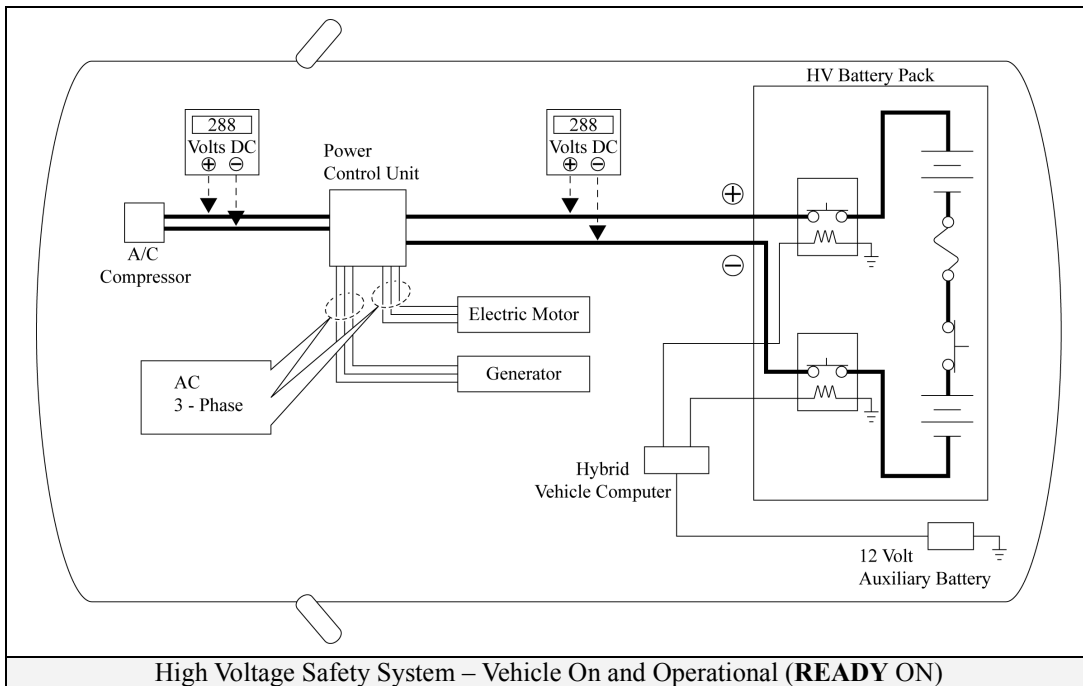 HV Battery Pack
288
Volts DC
⊕ ⊖
288
Volts DC
⊕ ⊖
Power
Control Unit
⊕
A/C
Compressor
⊖
Electric Motor
Generator
AC
3 - Phase
Hybrid
Vehicle Computer
12 Volt
Auxiliary Battery
High Voltage Safety System – Vehicle On and Operational (READY ON)